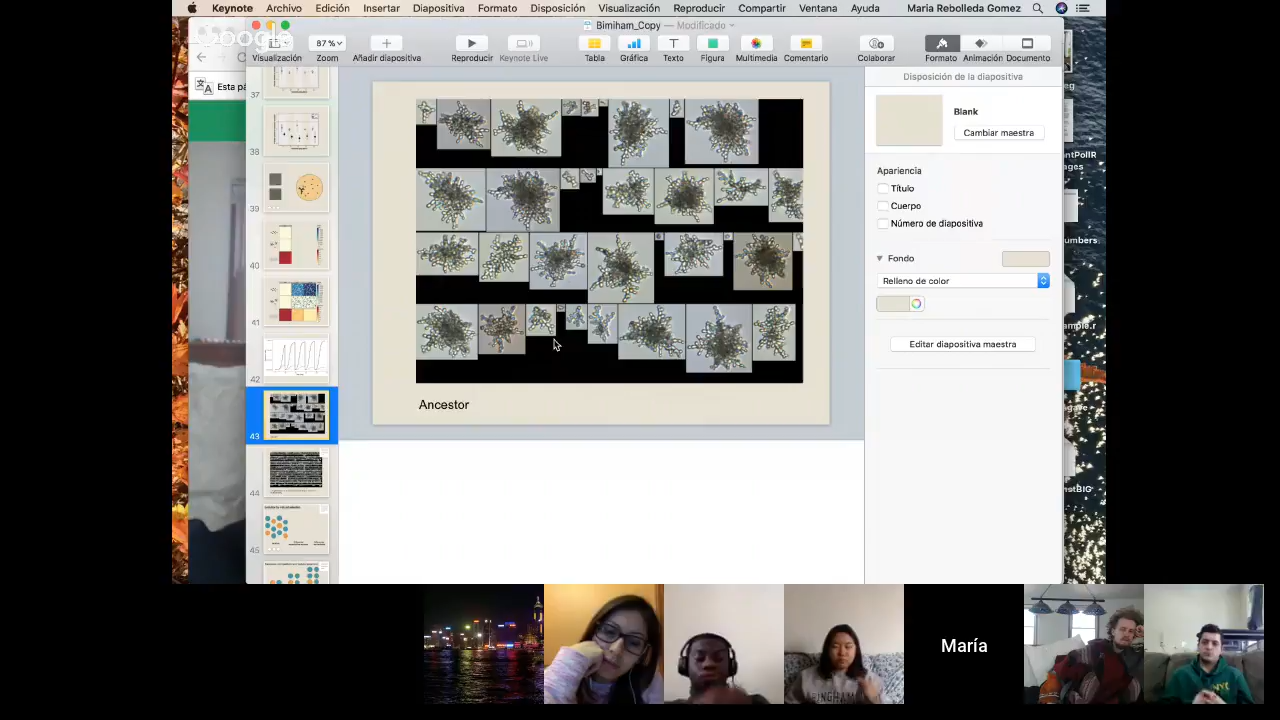 Keynote Archivo Edición Insertar Diapositiva Formato Disposición Visualización Reproducir Compartir Ventana Ayuda Maria Rebolleda Gomez
Google
Bimiham_Copy — Modificado
87 %
Visualización Zoom Añadir diapositiva Reproducir Keynote Live Tabla Gráfica Texto Figura Multimedia Comentario Colaborar Formato Animación Documento
Esta pá
Disposición de la diapositiva
Blank
Cambiar maestra
Apariencia
Título
Cuerpo
Número de diapositiva
Fondo
Relleno de color
Editar diapositiva maestra
37
38
39
40
41
42
43
44
45
Ancestor
María